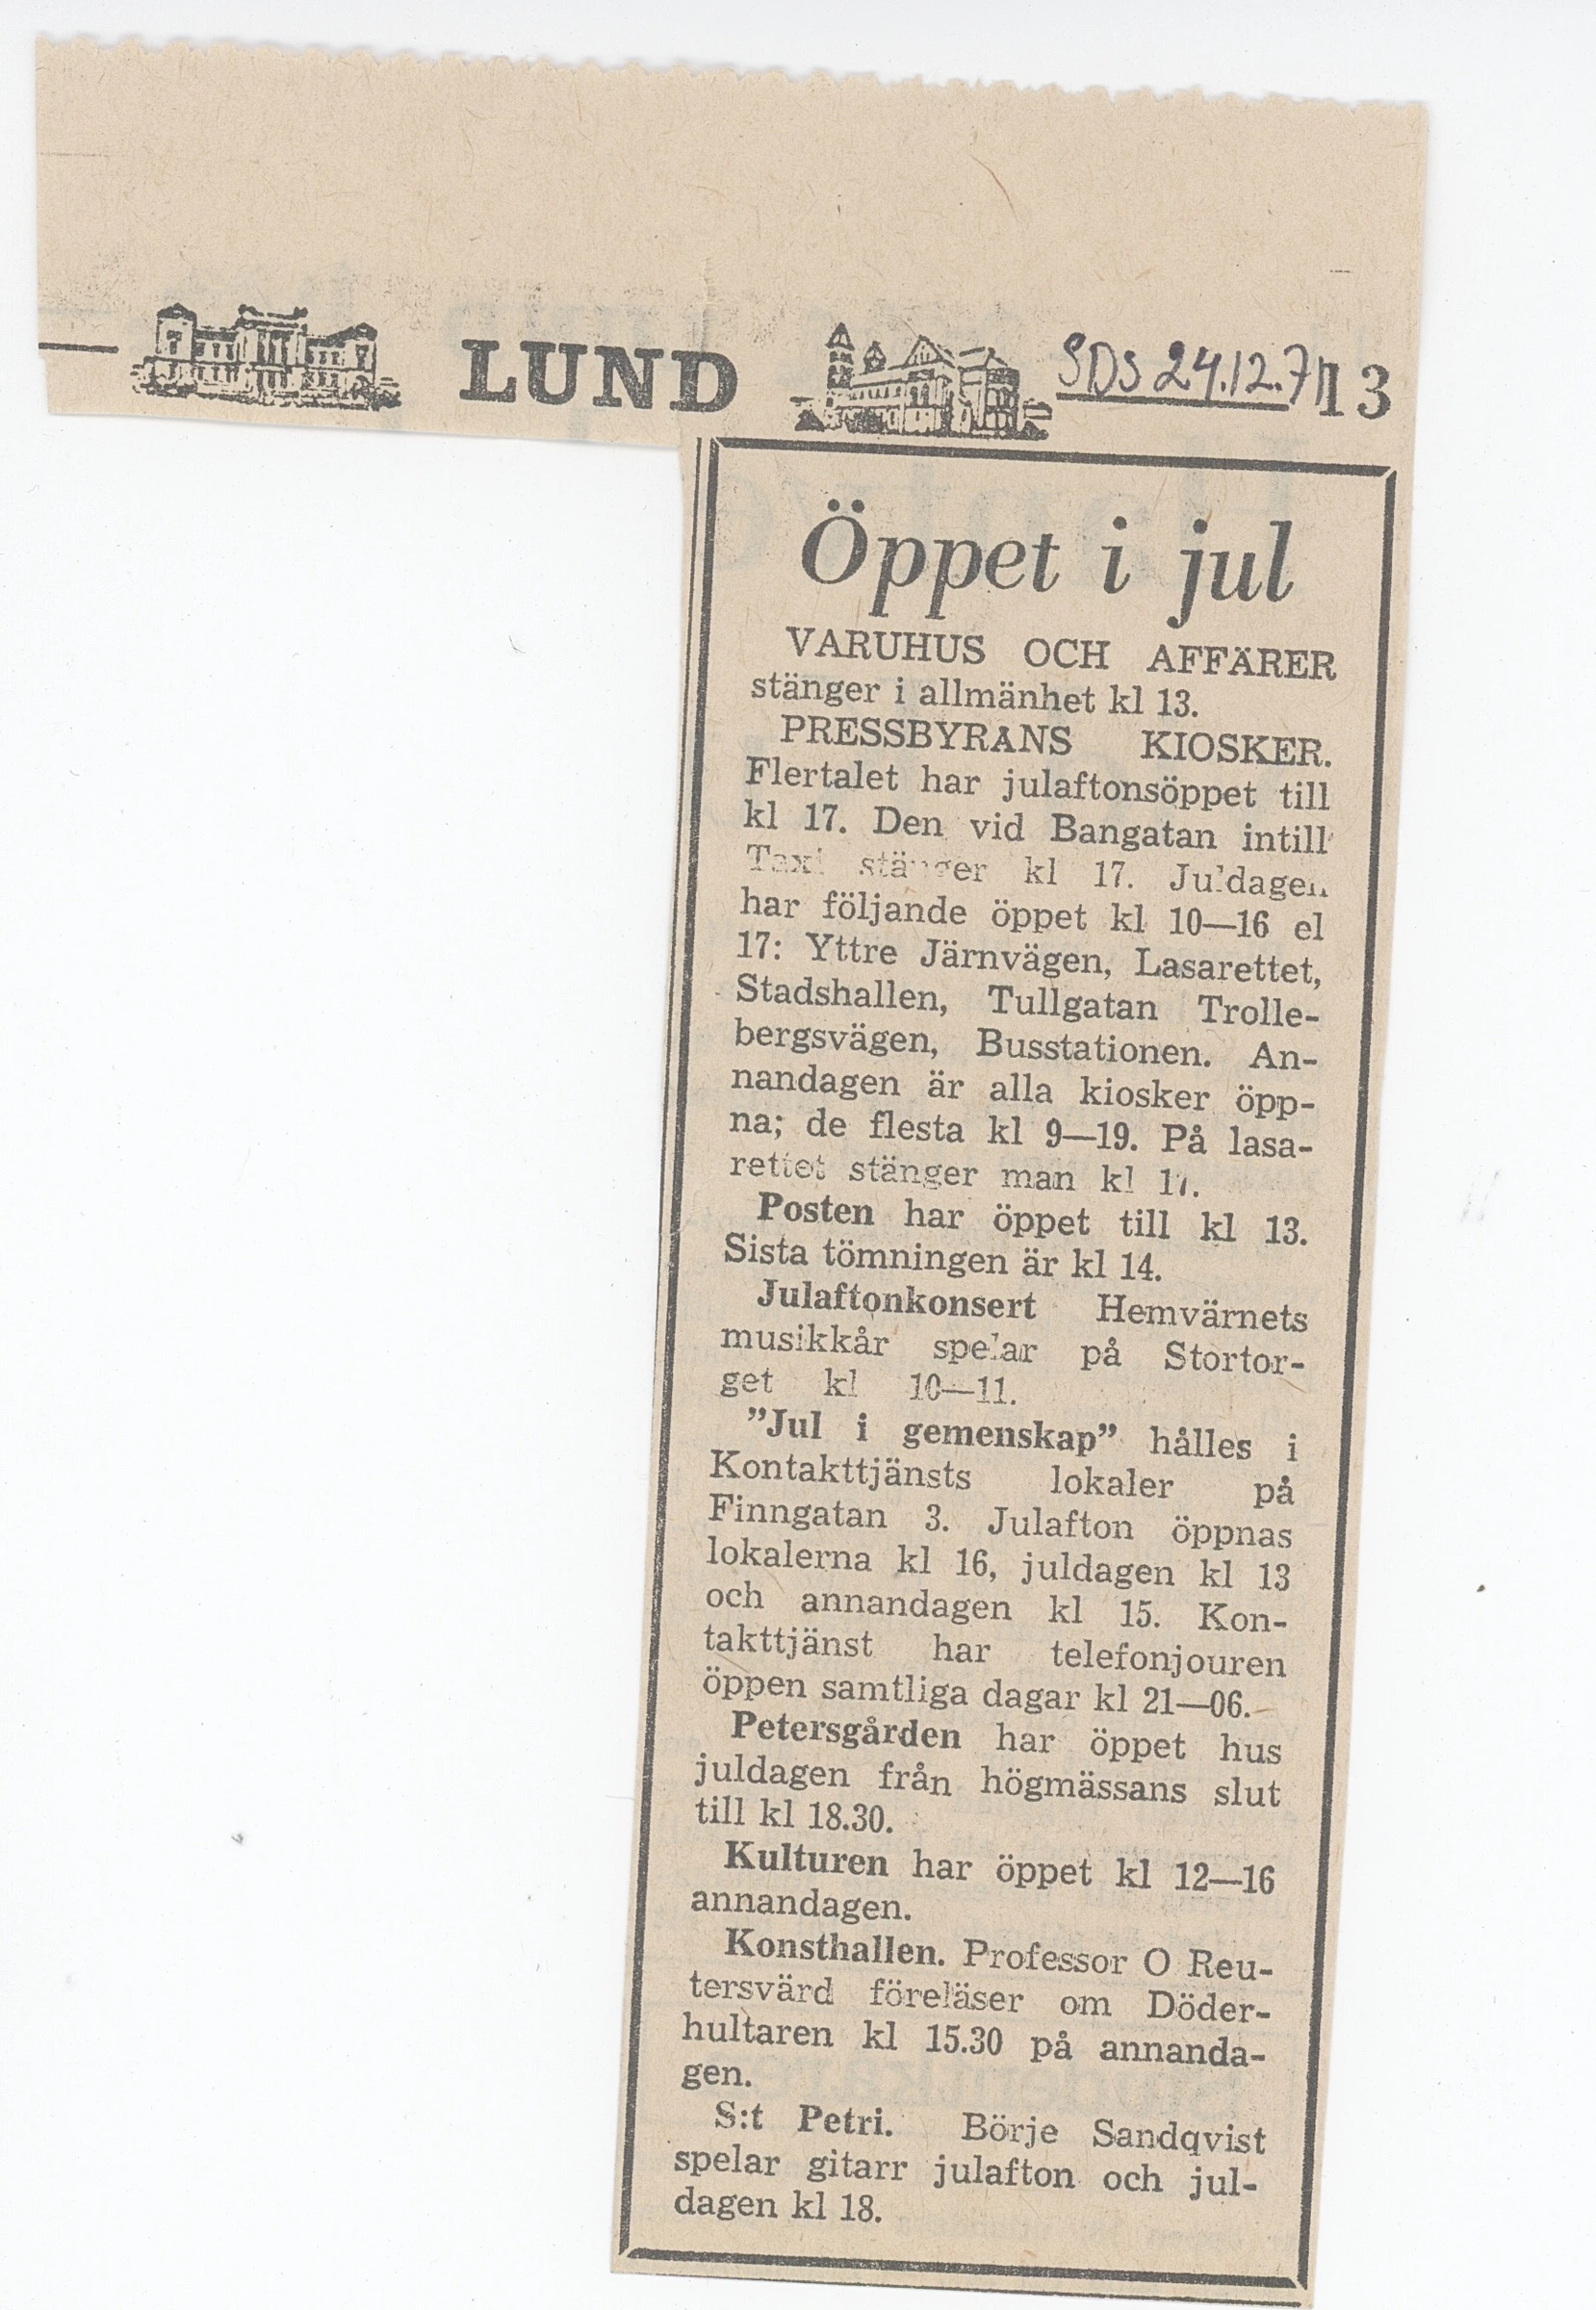 LUND
SDS 24.12.71
13
Öppet i jul
VARUHUS OCH AFFÄRER
stänger i allmänhet kl 13.
PRESSBYRANS KIOSKER.
Flertalet har julaftonsöppet till
kl 17. Den vid Bangatan intill
Taxi stänger kl 17. Juldagen
har följande öppet kl 10—16 el
17: Yttre Järnvägen, Lasarettet,
Stadshallen, Tullgatan Trolle-
bergsvägen, Busstationen. An-
nandagen är alla kiosker öpp-
na; de flesta kl 9—19. På lasa-
rettet stänger man kl 17.
Posten har öppet till kl 13.
Sista tömningen är kl 14.
Julaftonkonsert Hemvärnets
musikkår spelar på Stortor-
get kl 10—11.
”Jul i gemenskap” hålles i
Kontakttjänsts lokaler på
Finngatan 3. Julafton öppnas
lokalerna kl 16, juldagen kl 13
och annandagen kl 15. Kon-
takttjänst har telefonjouren
öppen samtliga dagar kl 21—06.
Petersgården har öppet hus
juldagen från högmässans slut
till kl 18.30.
Kulturen har öppet kl 12—16
annandagen.
Konsthallen. Professor O Reu-
tersvärd föreläser om Döder-
hultaren kl 15.30 på annanda-
gen.
S:t Petri. Börje Sandqvist
spelar gitarr julafton och jul-
dagen kl 18.